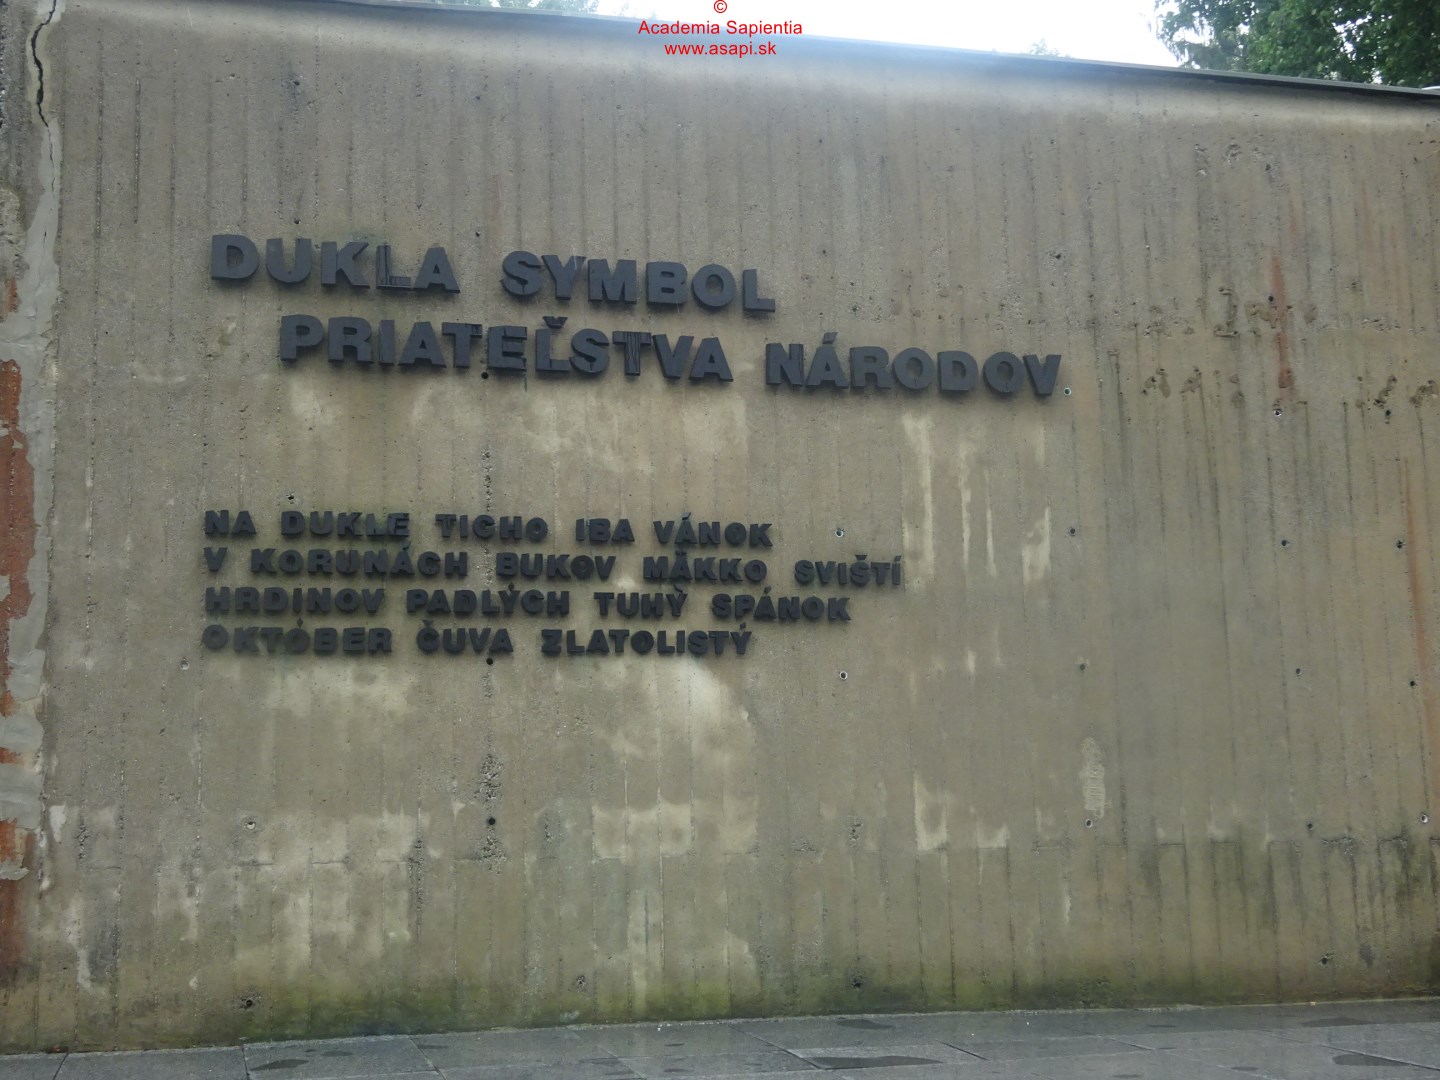 ©
Academia Sapientia
www.asapi.sk
DUKLA SYMBOL
PRIATEĽSTVA NÁRODOV
NA DUKLE TICHO IBA VÁNOK
V KORUNÁCH BUKOV MÄKKO SVIŠTÍ
HRDINOV PADLÝCH TUHÝ SPÁNOK
OKTÓBER ČUVA ZLATOLISTÝ